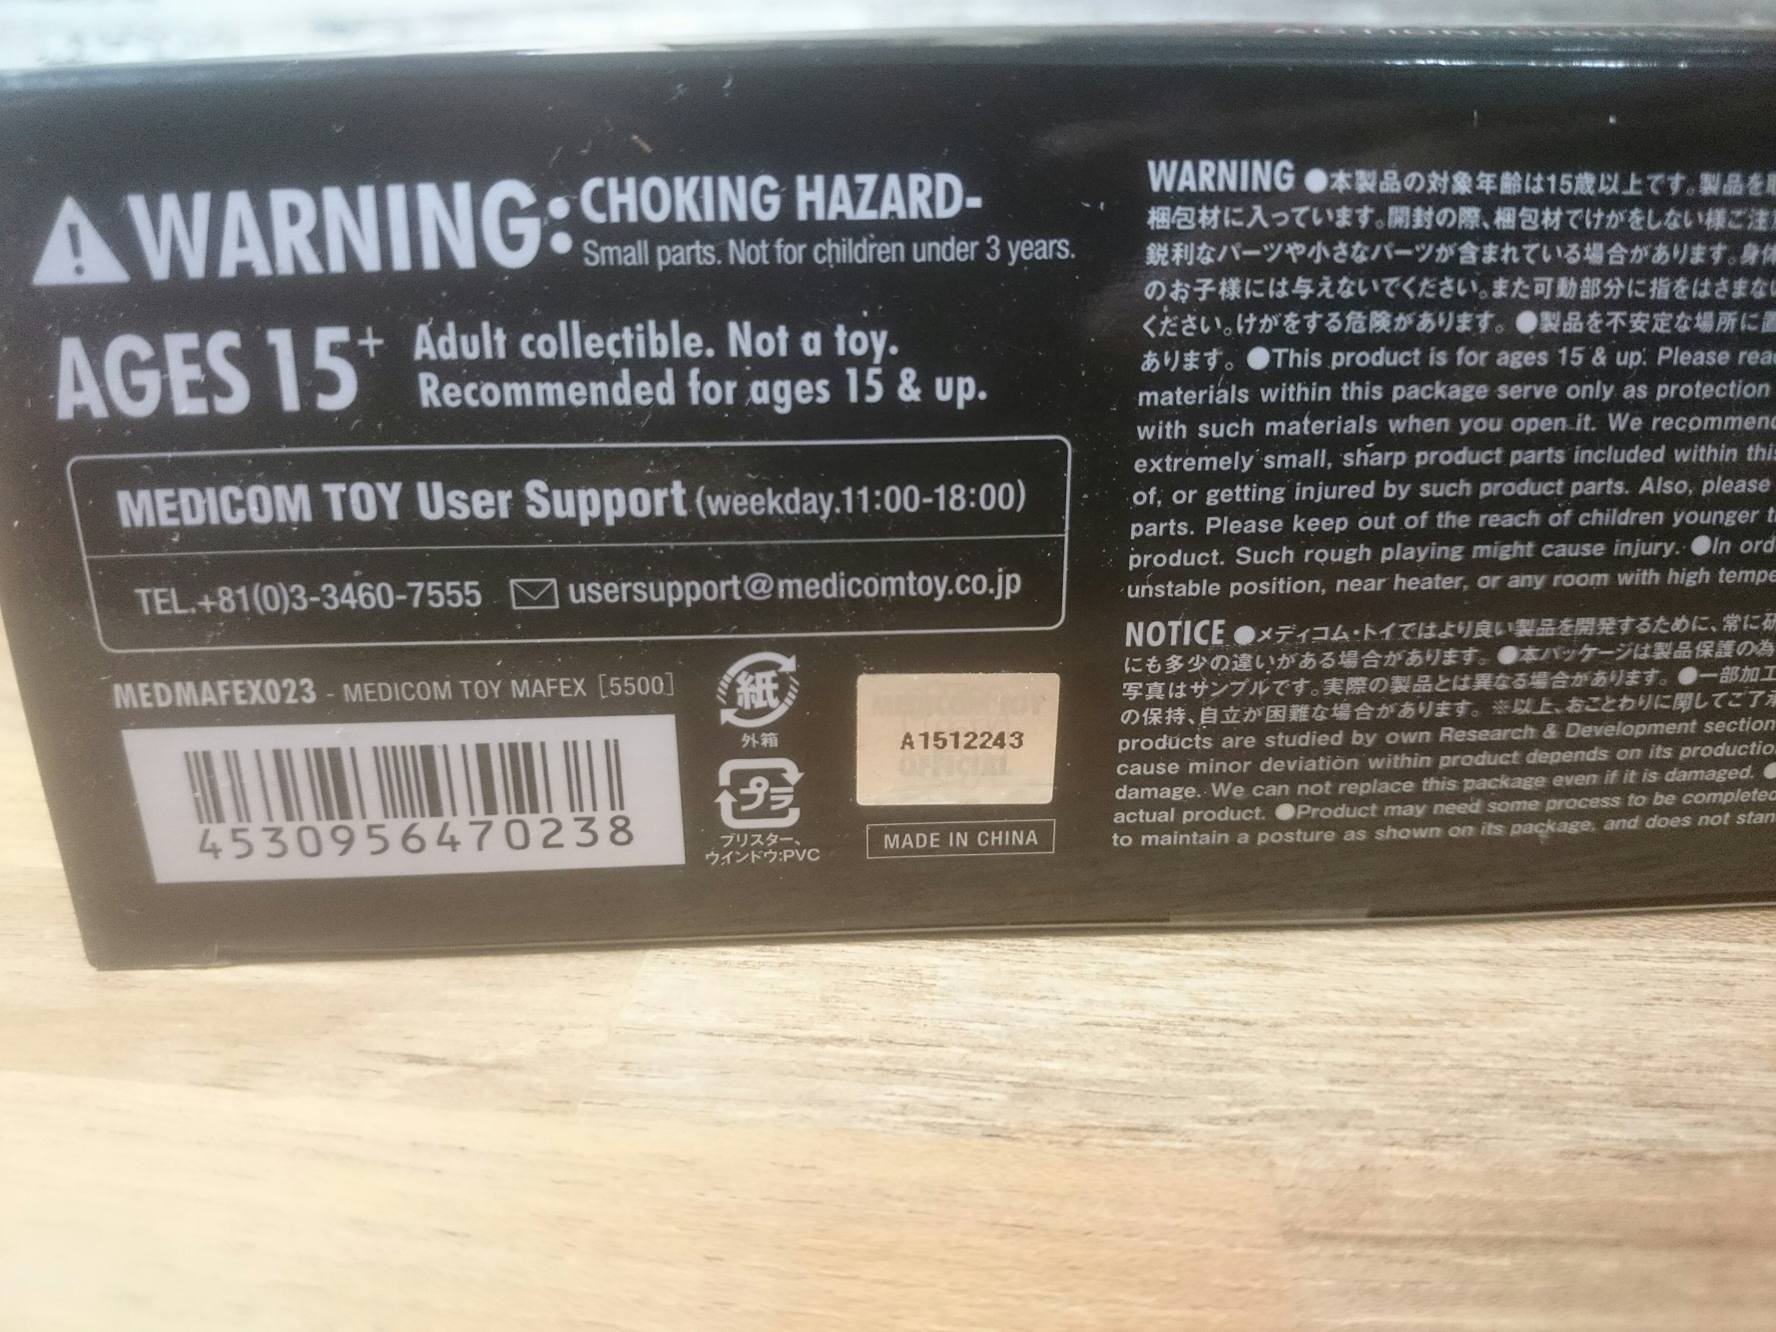 WARNING: CHOKING HAZARD-
Small parts. Not for children under 3 years.
AGES 15+ Adult collectible. Not a toy.
Recommended for ages 15 & up.
MEDICOM TOY User Support (weekday.11:00-18:00)
TEL.+81(0)3-3460-7555 usersupport@medicomtoy.co.jp
MEDMAFEX023 - MEDICOM TOY MAFEX [5500]
4530956470238
紙
外箱
プラ
ブリスター、
ウインドウ:PVC
MEDICOM TOY
A1512243
OFFICIAL
MADE IN CHINA
WARNING ●本製品の対象年齢は15歳以上です。製品を
梱包材に入っています。開封の際、梱包材でけがをしない様ご注
鋭利なパーツや小さなパーツが含まれている場合があります。身体
のお子様には与えないでください。また可動部分に指をはさまない
ください。けがをする危険があります。●製品を不安定な場所に置
あります。●This product is for ages 15 & up. Please rea
materials within this package serve only as protection
with such materials when you open it. We recommend
extremely small, sharp product parts included within this
of, or getting injured by such product parts. Also, please
parts. Please keep out of the reach of children younger t
product. Such rough playing might cause injury. ●In ord
unstable position, near heater, or any room with high tempe
NOTICE ●メディコム・トイではより良い製品を開発するために、常に研
にも多少の違いがある場合があります。●本パッケージは製品保護の為
写真はサンプルです。実際の製品とは異なる場合があります。●一部加工
の保持、自立が困難な場合があります。※以上、おことわりに関してご了承
products are studied by own Research & Development section
cause minor deviation within product depends on its production
damage. We can not replace this package even if it is damaged. ●
actual product. ●Product may need some process to be completed
to maintain a posture as shown on its package, and does not stan